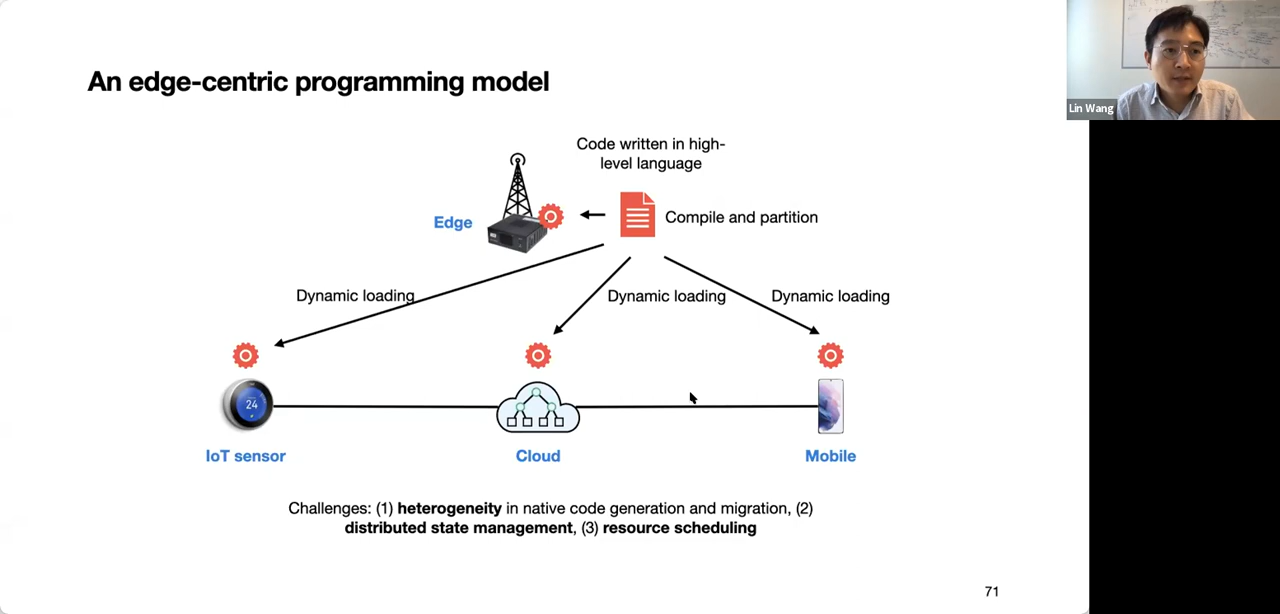 Lin Wang
An edge-centric programming model
Code written in high-
level language
Edge
Compile and partition
Dynamic loading
Dynamic loading
Dynamic loading
24
IoT sensor
Cloud
Mobile
Challenges: (1) heterogeneity in native code generation and migration, (2)
distributed state management, (3) resource scheduling
71